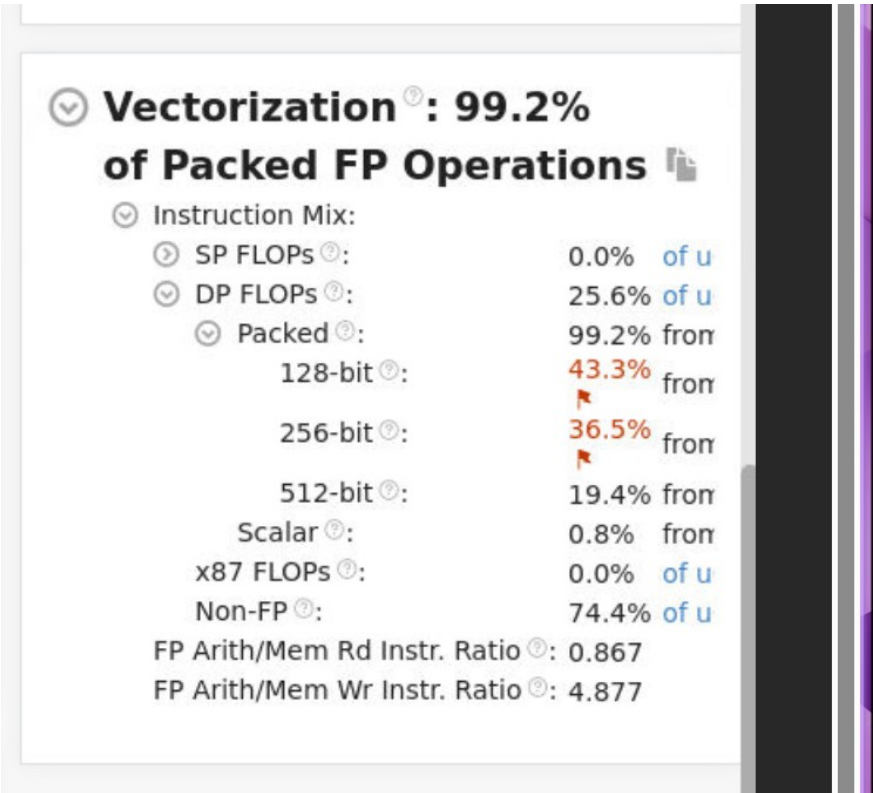 Vectorization ? : 99.2%
of Packed FP Operations
Instruction Mix:
SP FLOPs ? : 0.0% of u
DP FLOPs ? : 25.6% of u
Packed ? : 99.2% from
128-bit ? : 43.3% from
256-bit ? : 36.5% from
512-bit ? : 19.4% from
Scalar ? : 0.8% from
x87 FLOPs ? : 0.0% of u
Non-FP ? : 74.4% of u
FP Arith/Mem Rd Instr. Ratio ? : 0.867
FP Arith/Mem Wr Instr. Ratio ? : 4.877